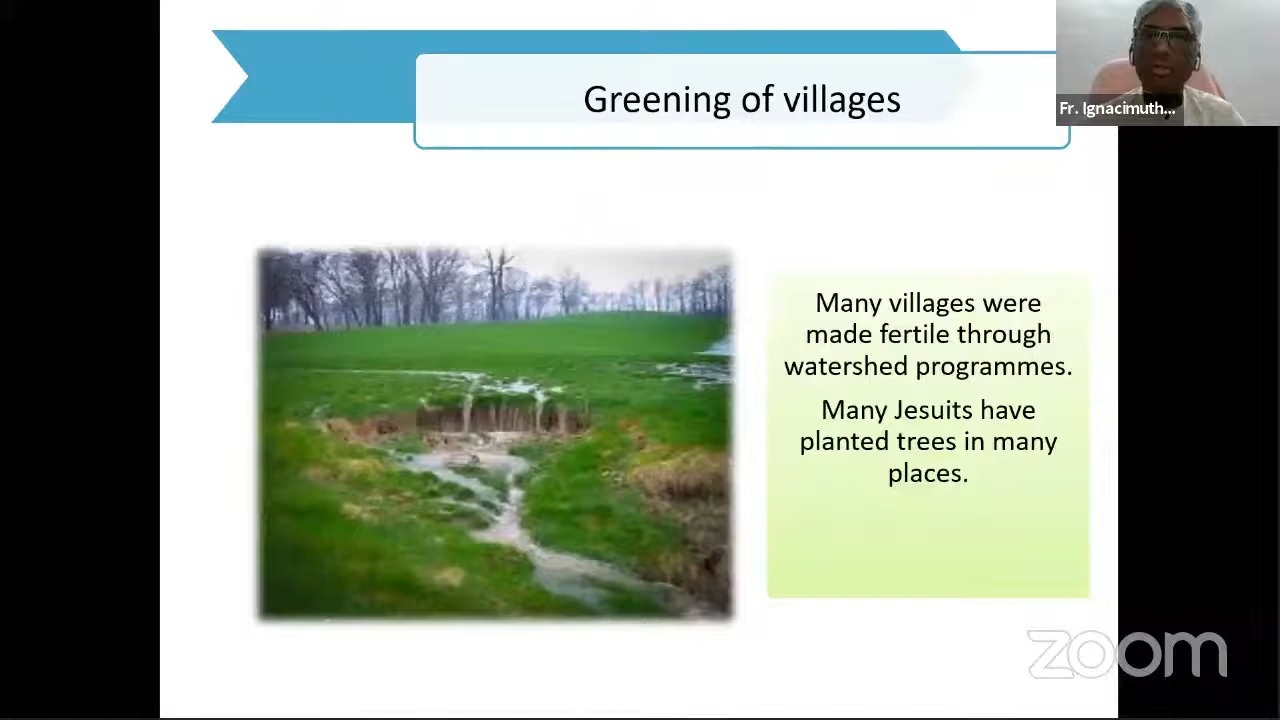 Greening of villages
Fr. Ignacimuth...
Many villages were
made fertile through
watershed programmes.
Many Jesuits have
planted trees in many
places.
zoom